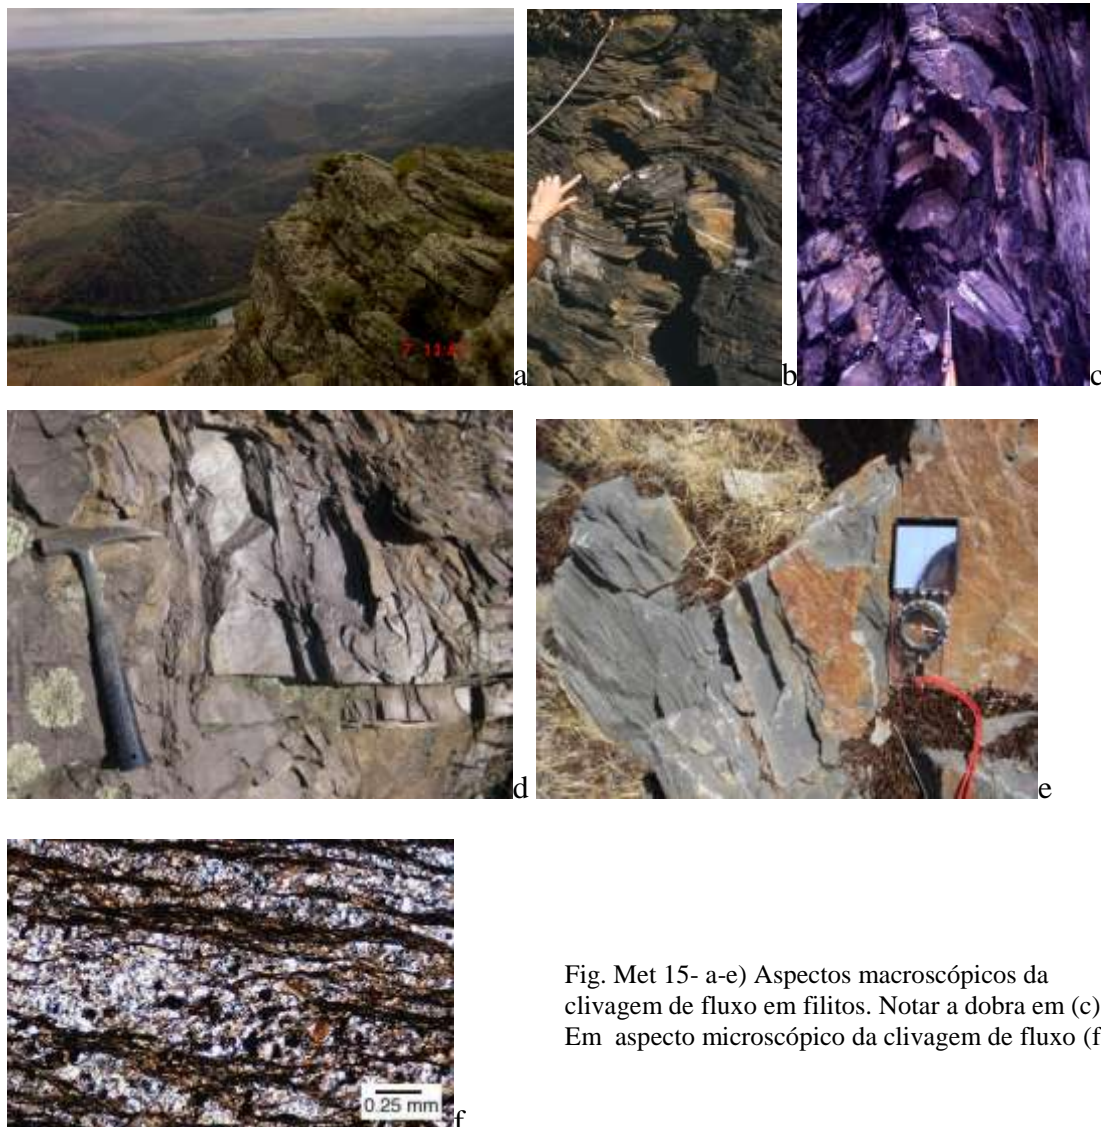 a
b
c
d
e
0.25 mm
f
Fig. Met 15- a-e) Aspectos macroscópicos da
clivagem de fluxo em filitos. Notar a dobra em (c)
Em aspecto microscópico da clivagem de fluxo (f